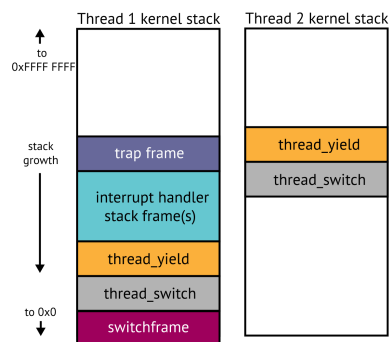 Thread 1 kernel stack
Thread 2 kernel stack
to
0xFFFF FFFF
stack
growth
to 0x0
trap frame
interrupt handler
stack frame(s)
thread_yield
thread_switch
switchframe
thread_yield
thread_switch